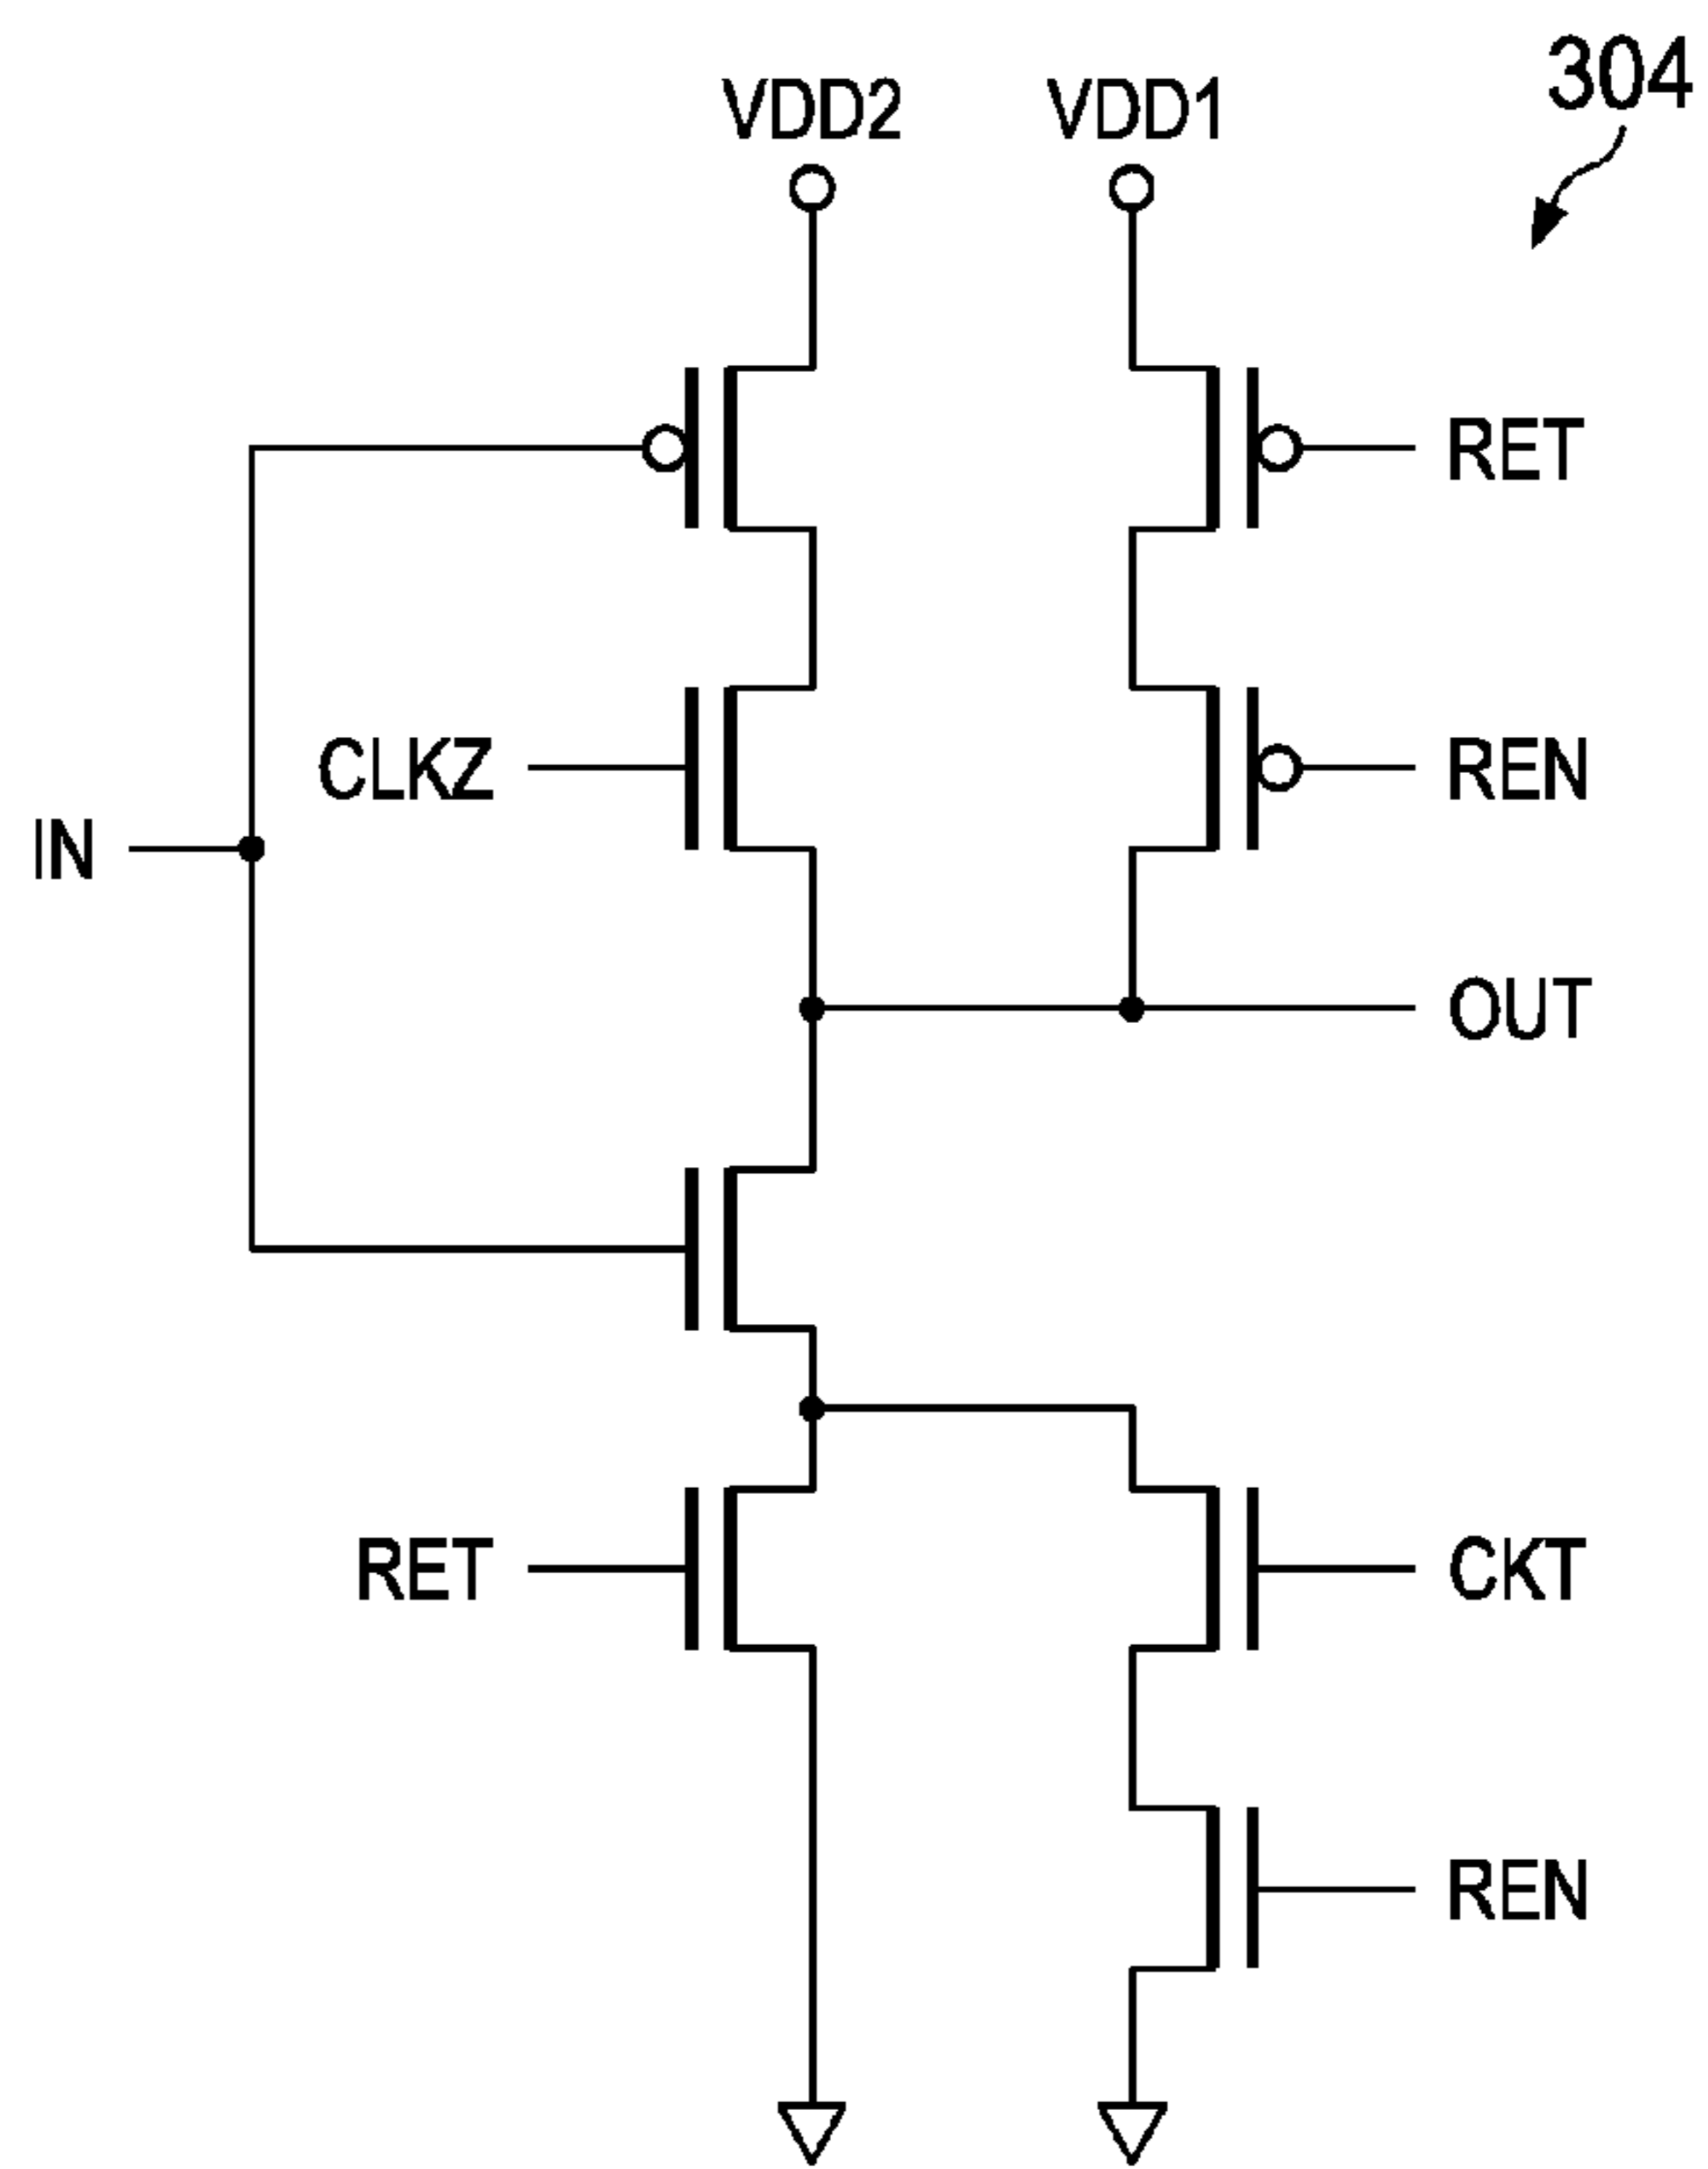 304
VDD2 VDD1
RET
CLKZ REN
IN
OUT
RET CKT
REN